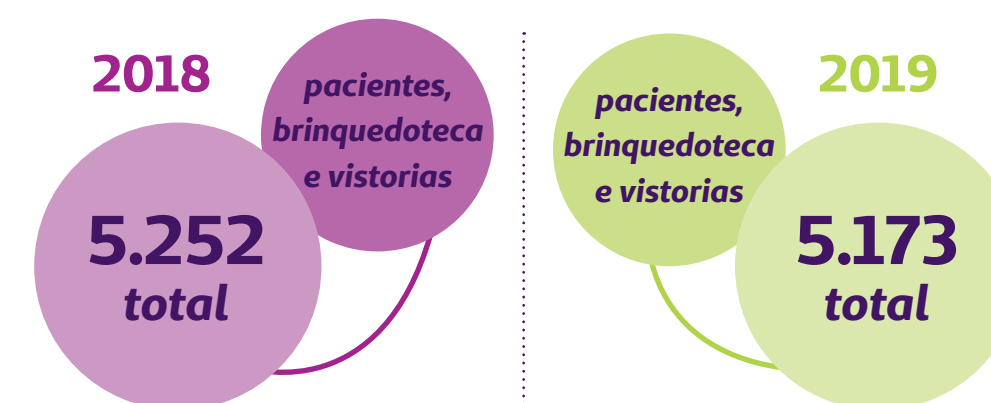 2018
pacientes,
brinquedoteca
e vistorias
5.252
total
2019
pacientes,
brinquedoteca
e vistorias
5.173
total